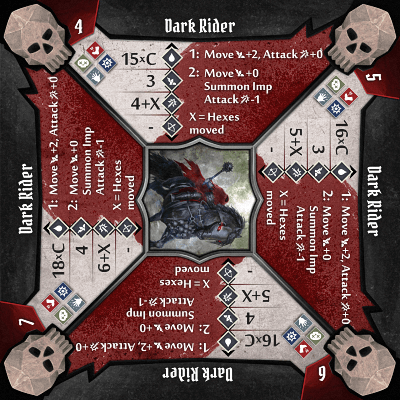 4
Dark Rider
15xC
3
4+X
-
1: Move +2, Attack +0
2: Move +0
Summon Imp
Attack -1
X = Hexes
moved
5
Dark Rider
16xC
3
5+X
-
1: Move +2, Attack +0
2: Move +0
Summon Imp
Attack -1
X = Hexes
moved
6
Dark Rider
16xC
4
5+X
-
1: Move +2, Attack +0
2: Move +0
Summon Imp
Attack -1
X = Hexes
moved
7
Dark Rider
18xC
4
6+X
-
1: Move +2, Attack +0
2: Move +0
Summon Imp
Attack -1
X = Hexes
moved